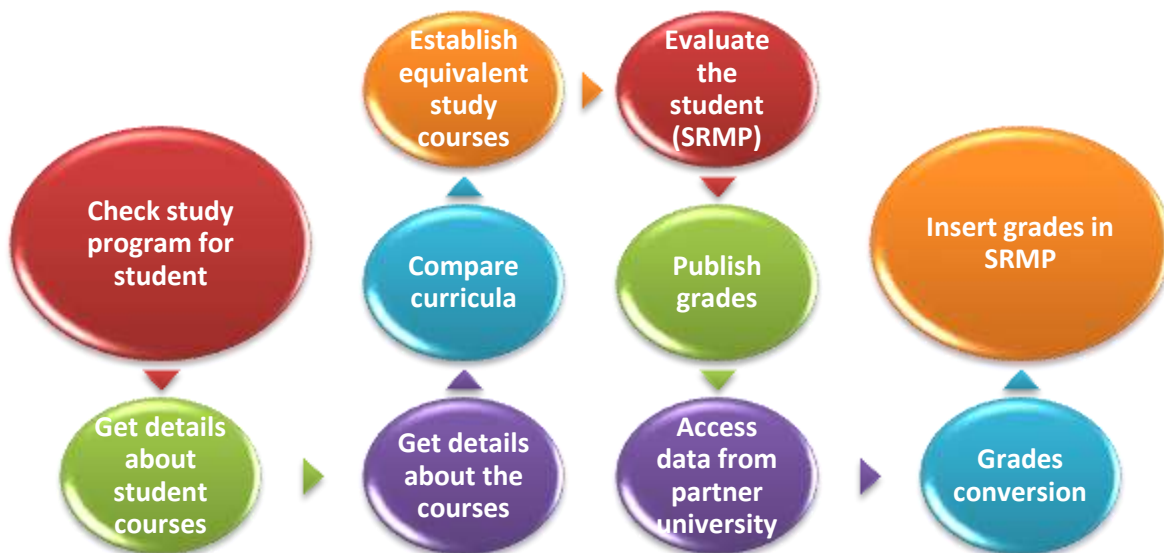 Check study
program for
student
Get details
about
student
courses
Get details
about the
courses
Compare
curricula
Establish
equivalent
study
courses
Evaluate
the
student
(SRMP)
Publish
grades
Access
data from
partner
university
Grades
conversion
Insert grades in
SRMP